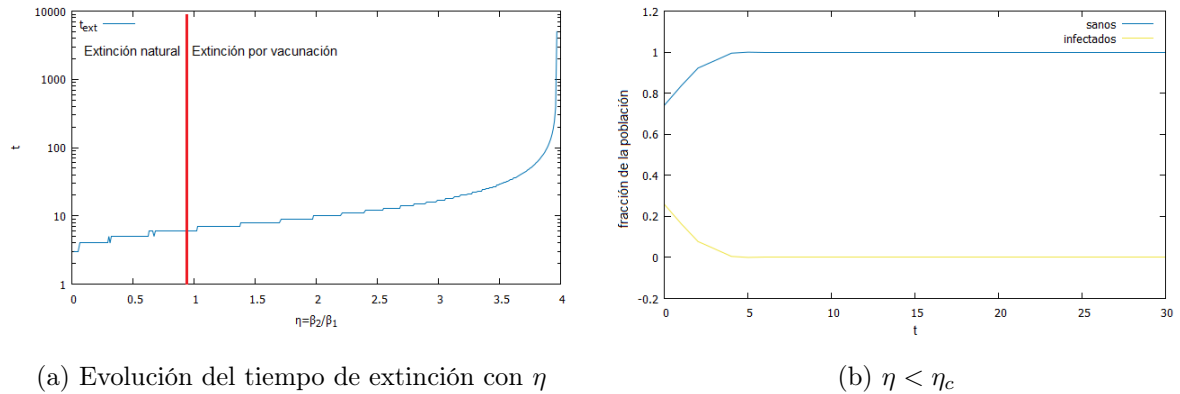 10000
1000
100
10
1
t
t_ext
Extinción natural
Extinción por vacunación
0 0.5 1 1.5 2 2.5 3 3.5 4
η=β₂/β₁
(a) Evolución del tiempo de extinción con η
1.2
1
0.8
0.6
0.4
0.2
0
-0.2
fracción de la población
sanos
infectados
0 5 10 15 20 25 30
t
(b) η < η_c